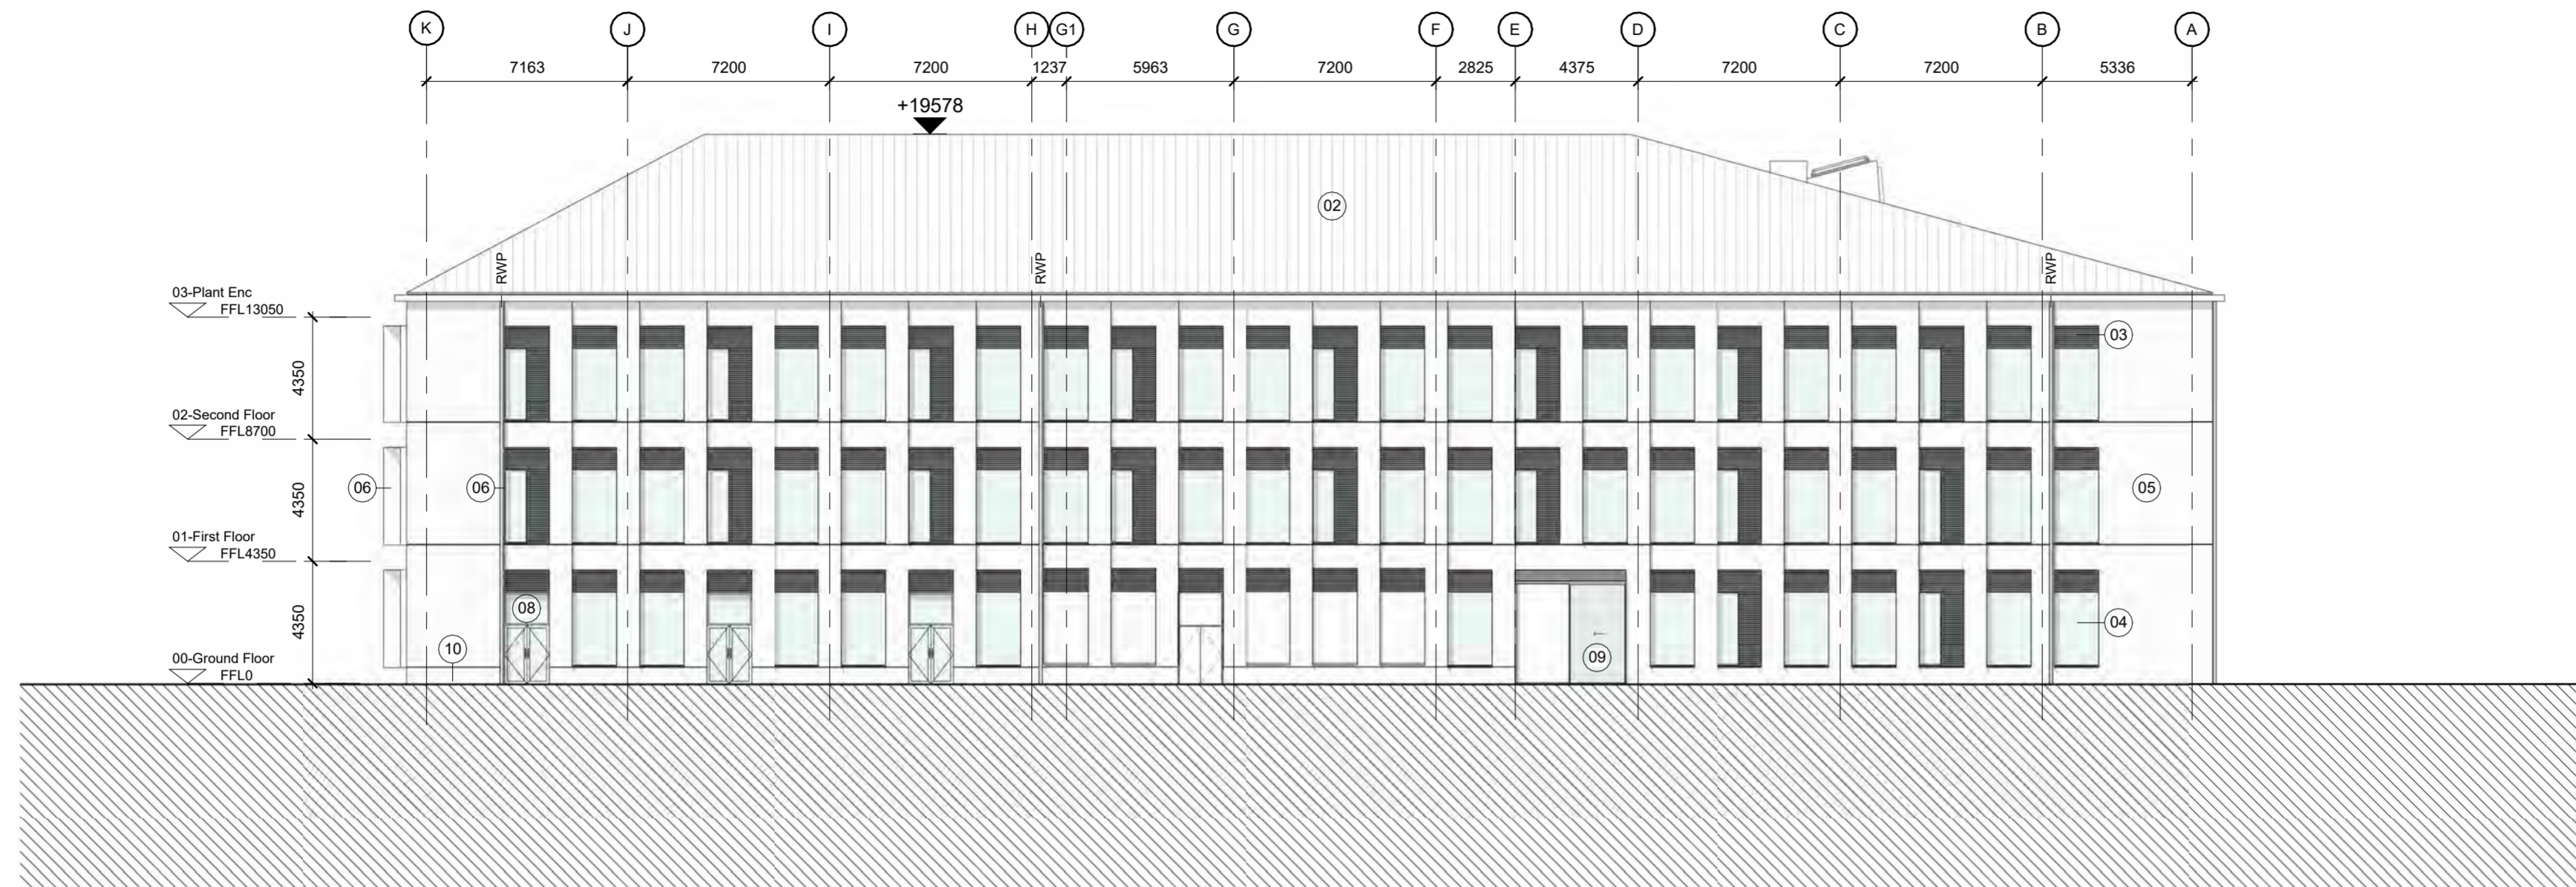 K
J
I
H
G1
G
F
E
D
C
B
A
7163
7200
7200
1237
5963
7200
2825
4375
7200
7200
5336
+19578
02
RWP
RWP
RWP
03-Plant Enc
FFL13050
03
4350
02-Second Floor
FFL8700
06
06
05
4350
01-First Floor
FFL4350
08
04
4350
10
09
00-Ground Floor
FFL0